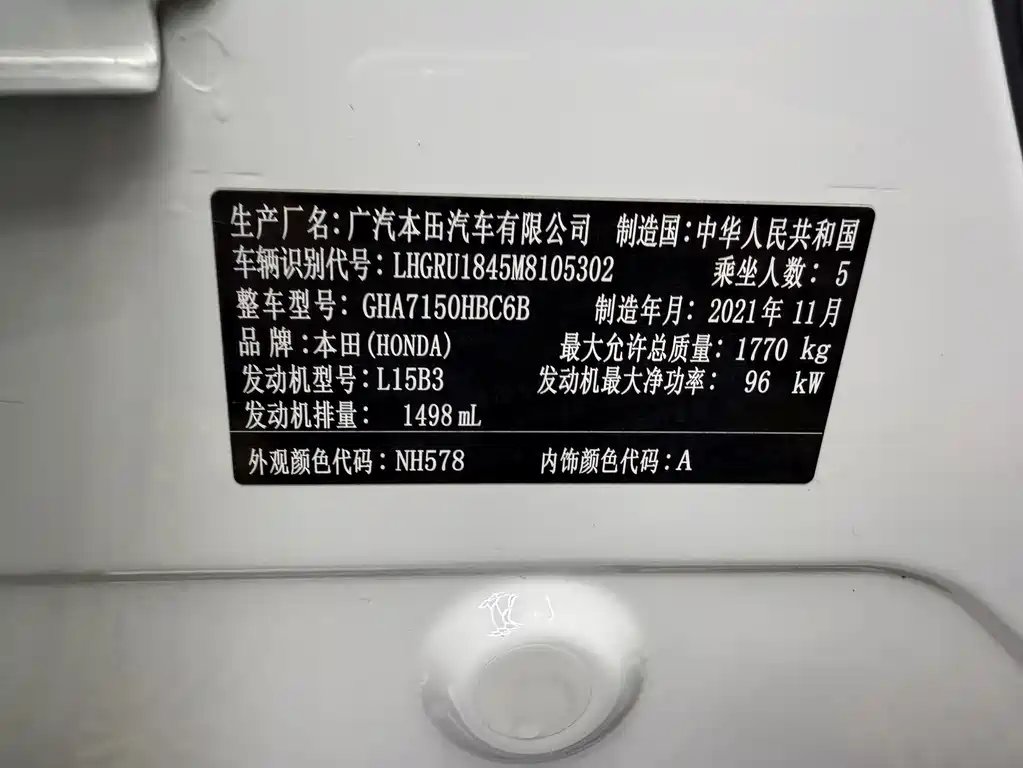 生产厂名:广汽本田汽车有限公司 制造国:中华人民共和国
车辆识别代号:LHGRU1845M8105302 乘坐人数: 5
整车型号: GHA7150HBC6B 制造年月: 2021年 11月
品 牌 :本田(HONDA) 最大允许总质量: 1770 kg
发动机型号: L15B3 发动机最大净功率: 96 kW
发动机排量: 1498 mL
外观颜色代码: NH578 内饰颜色代码: A